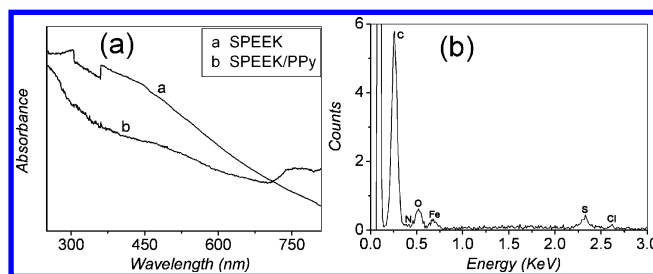 (a)
a SPEEK
b SPEEK/PPy
a
b
Absorbance
300 450 600 750
Wavelength (nm)
(b)
6
4
2
0
Counts
C
N
O
Fe
S
Cl
0.0 0.5 1.0 1.5 2.0 2.5 3.0
Energy (KeV)